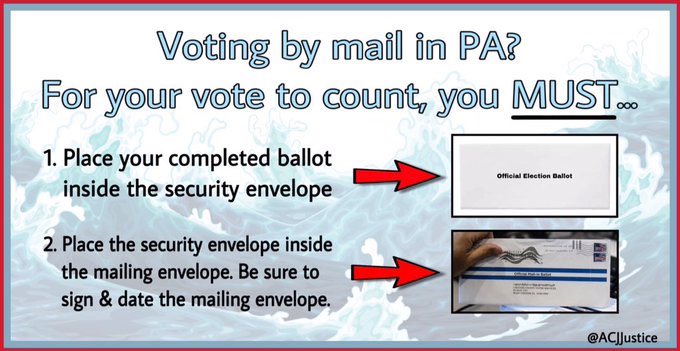 Voting by mail in PA?
For your vote to count, you MUST...
1. Place your completed ballot
inside the security envelope
Official Election Ballot
2. Place the security envelope inside
the mailing envelope. Be sure to
sign & date the mailing envelope.
Official Mail-in Ballot
@ACJJustice